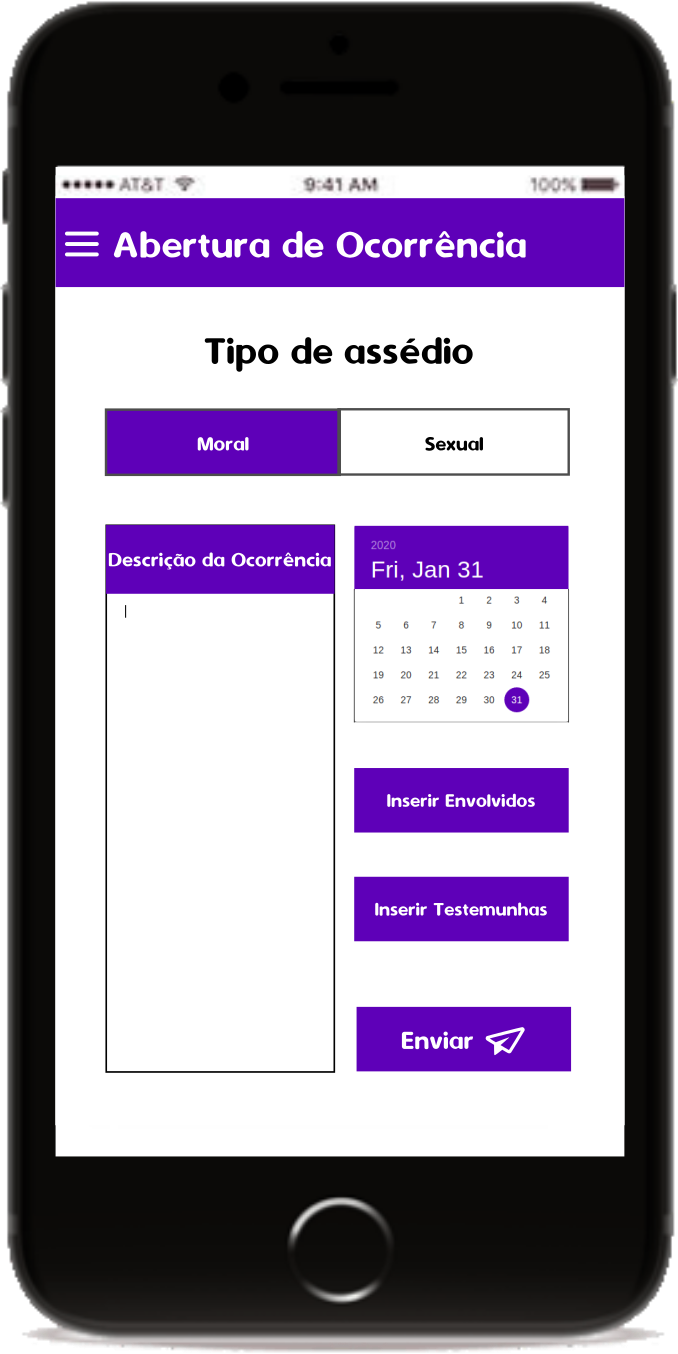 AT&T 9:41 AM 100%
Abertura de Ocorrência
Tipo de assédio
Moral Sexual
Descrição da Ocorrência
2020
Fri, Jan 31
1 2 3 4
5 6 7 8 9 10 11
12 13 14 15 16 17 18
19 20 21 22 23 24 25
26 27 28 29 30 31
Inserir Envolvidos
Inserir Testemunhas
Enviar